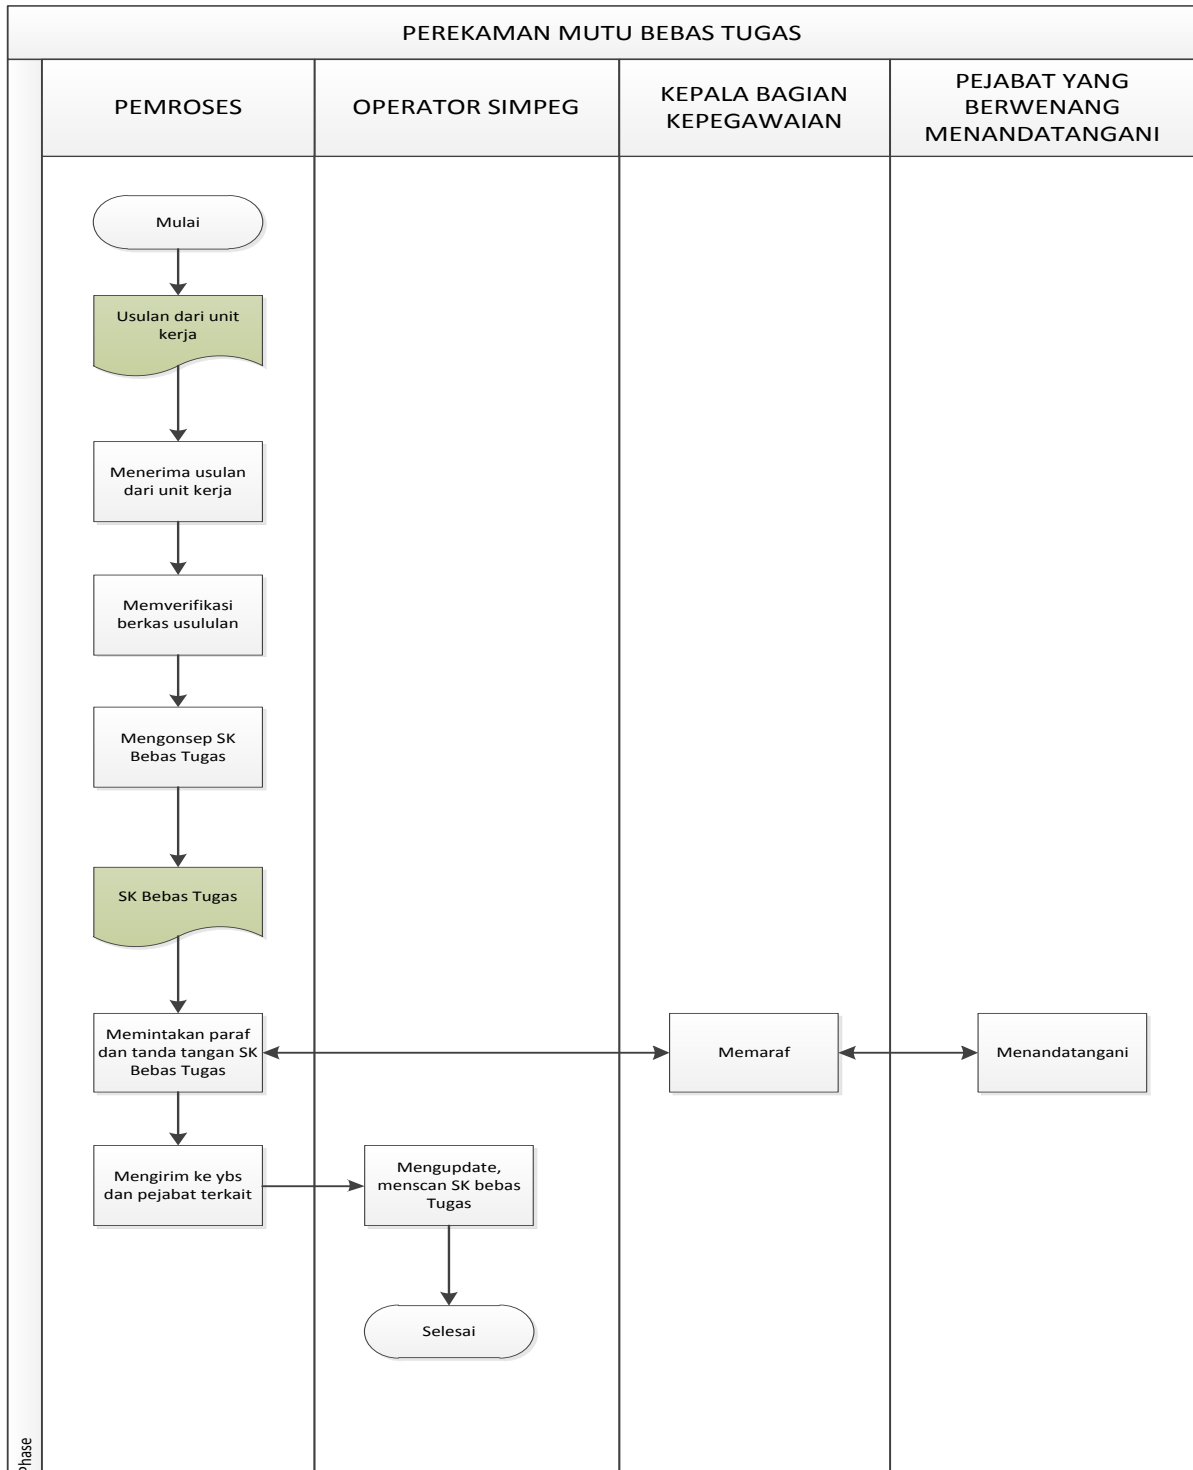 PEREKAMAN MUTU BEBAS TUGAS
PEMROSES
OPERATOR SIMPEG
KEPALA BAGIAN
KEPEGAWAIAN
PEJABAT YANG
BERWENANG
MENANDATANGANI
Mulai
Usulan dari unit
kerja
Menerima usulan
dari unit kerja
Memverifikasi
berkas usululan
Mengonsep SK
Bebas Tugas
SK Bebas Tugas
Memintakan paraf
dan tanda tangan SK
Bebas Tugas
Memaraf
Menandatangani
Mengirim ke ybs
dan pejabat terkait
Mengupdate,
menscan SK bebas
Tugas
Selesai
Phase